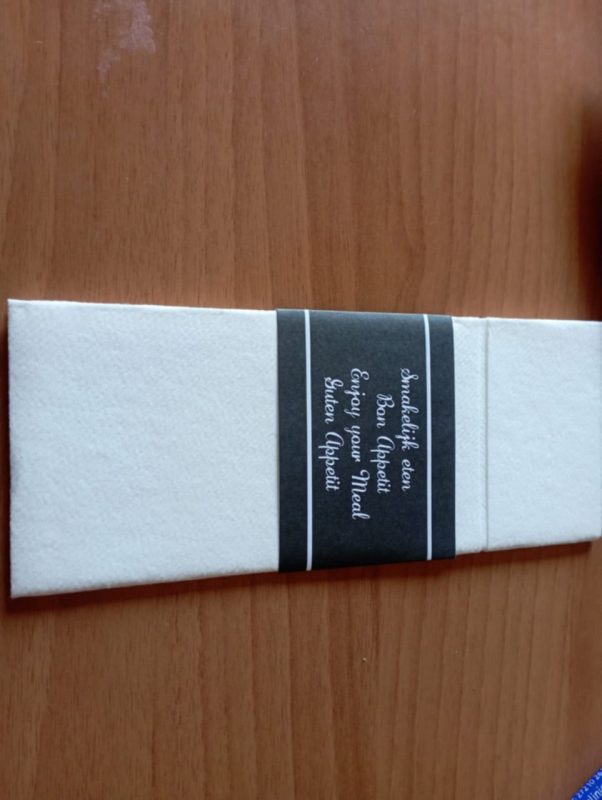 Smakelijk eten
Bon Appetit
Enjoy your Meal
Guten Appetit